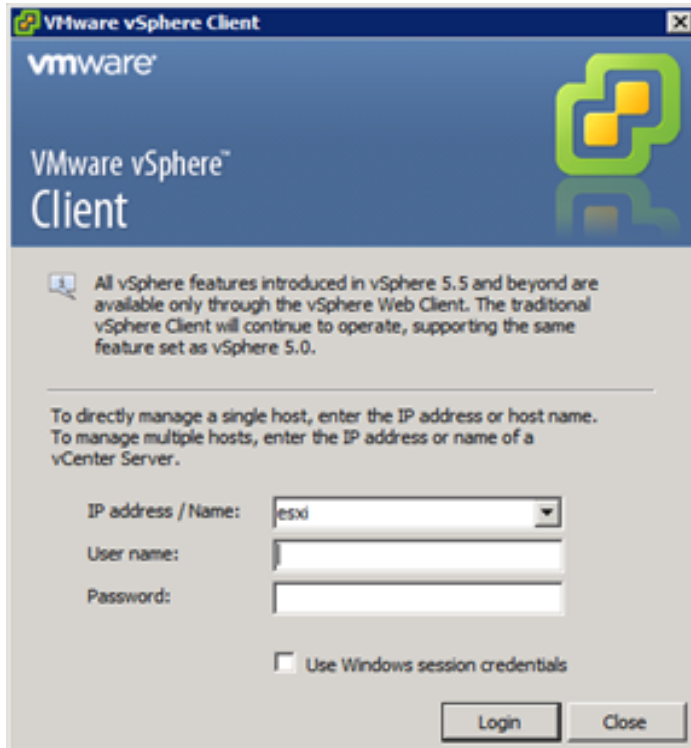 VMware vSphere Client
vmware
VMware vSphere™
Client
All vSphere features introduced in vSphere 5.5 and beyond are
available only through the vSphere Web Client. The traditional
vSphere Client will continue to operate, supporting the same
feature set as vSphere 5.0.
To directly manage a single host, enter the IP address or host name.
To manage multiple hosts, enter the IP address or name of a
vCenter Server.
IP address / Name: esxi
User name:
Password:
Use Windows session credentials
Login Close